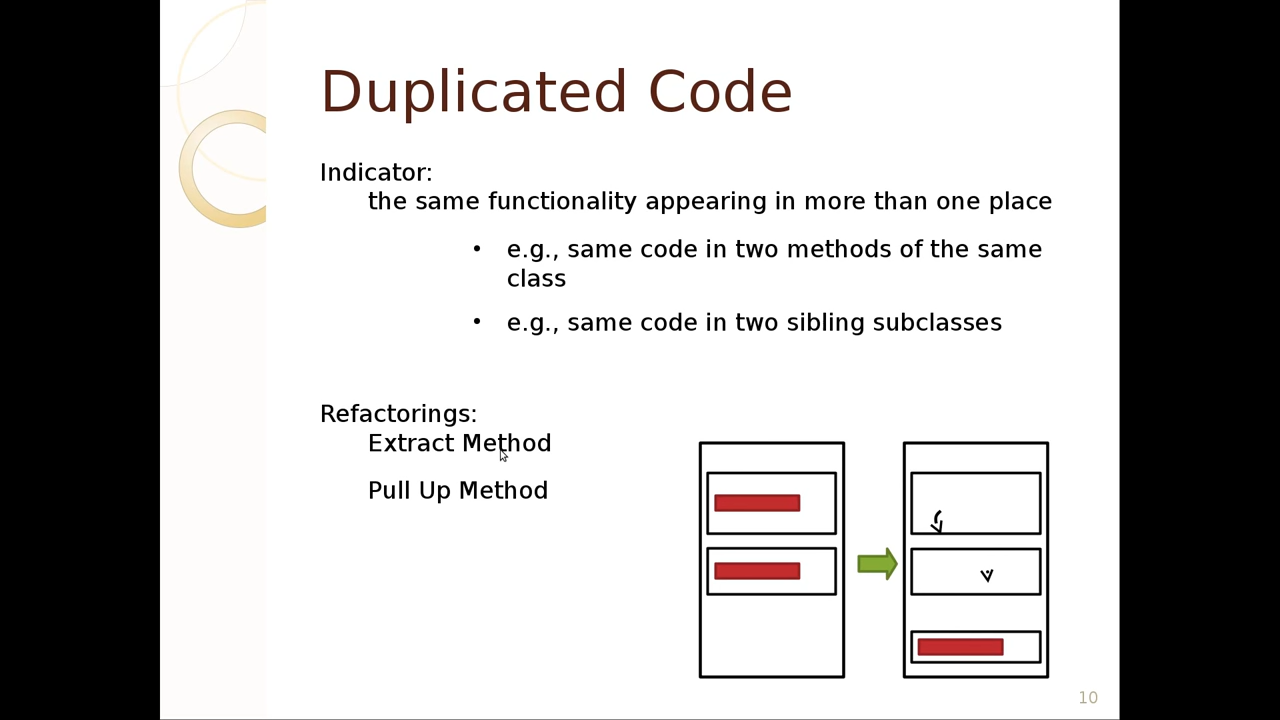 Duplicated Code
Indicator:
the same functionality appearing in more than one place
• e.g., same code in two methods of the same
class
• e.g., same code in two sibling subclasses
Refactorings:
Extract Method
Pull Up Method
10